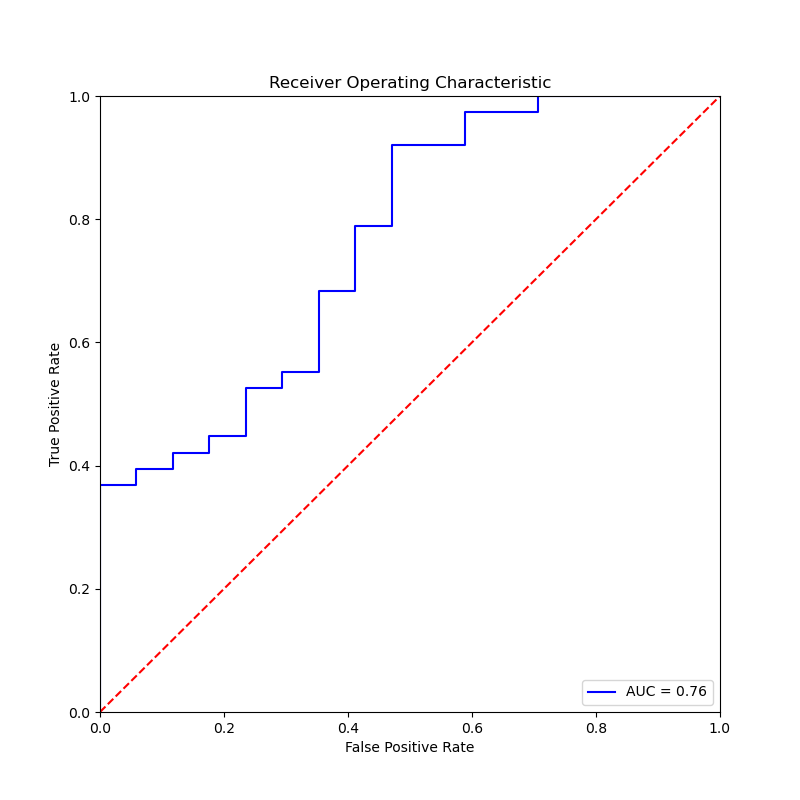 Receiver Operating Characteristic
1.0
0.8
0.6
0.4
0.2
0.0
True Positive Rate
AUC = 0.76
0.0 0.2 0.4 0.6 0.8 1.0
False Positive Rate